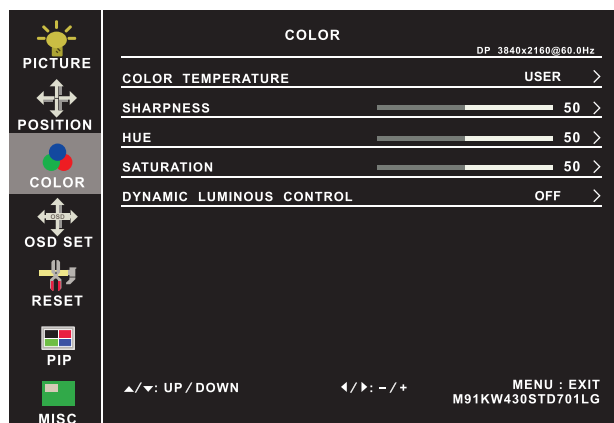 COLOR
DP 3840x2160@60.0Hz
PICTURE
POSITION
COLOR
OSD
OSD SET
RESET
PIP
MISC
COLOR TEMPERATURE USER >
SHARPNESS 50 >
HUE 50 >
SATURATION 50 >
DYNAMIC LUMINOUS CONTROL OFF >
▲/▼: UP / DOWN ◀/▶: – / + MENU : EXIT
M91KW430STD701LG